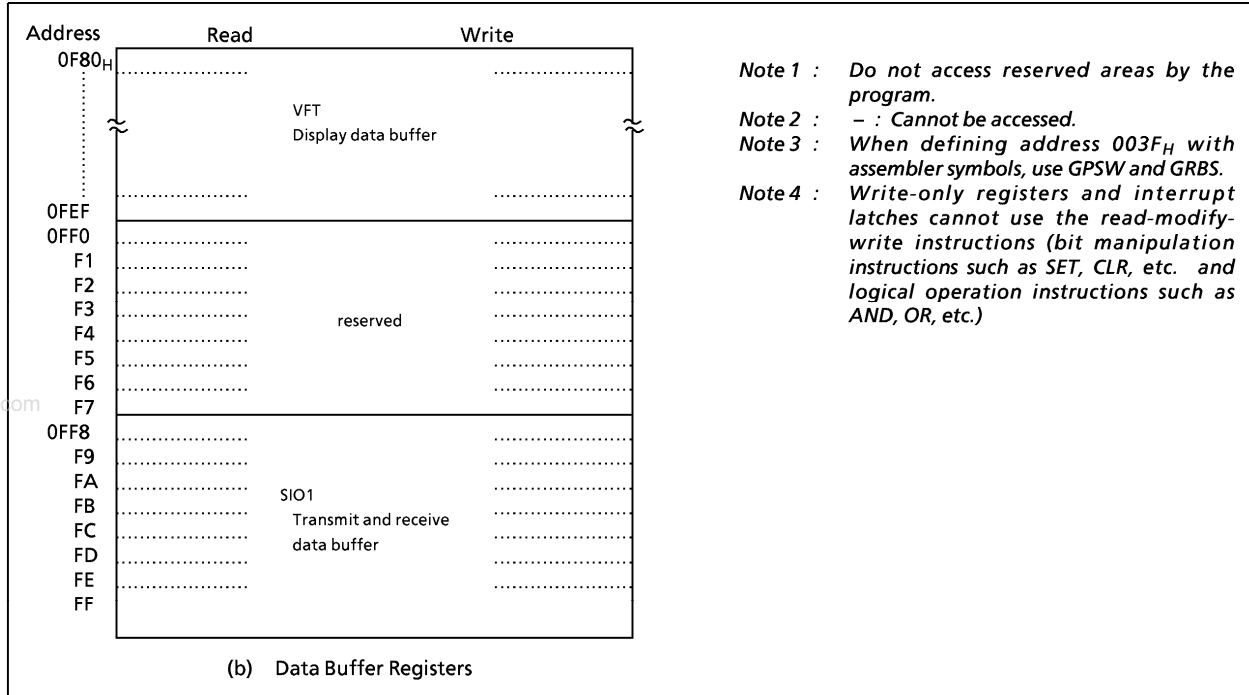 Address Read Write
0F80H
VFT
Display data buffer
0FEF
0FF0
F1
F2
F3
reserved
F4
F5
F6
F7
0FF8
F9
FA
SIO1
FB
Transmit and receive
FC
data buffer
FD
FE
FF
(b) Data Buffer Registers
Note 1 : Do not access reserved areas by the
program.
Note 2 : – : Cannot be accessed.
Note 3 : When defining address 003FH with
assembler symbols, use GPSW and GRBS.
Note 4 : Write-only registers and interrupt
latches cannot use the read-modify-
write instructions (bit manipulation
instructions such as SET, CLR, etc. and
logical operation instructions such as
AND, OR, etc.)
com